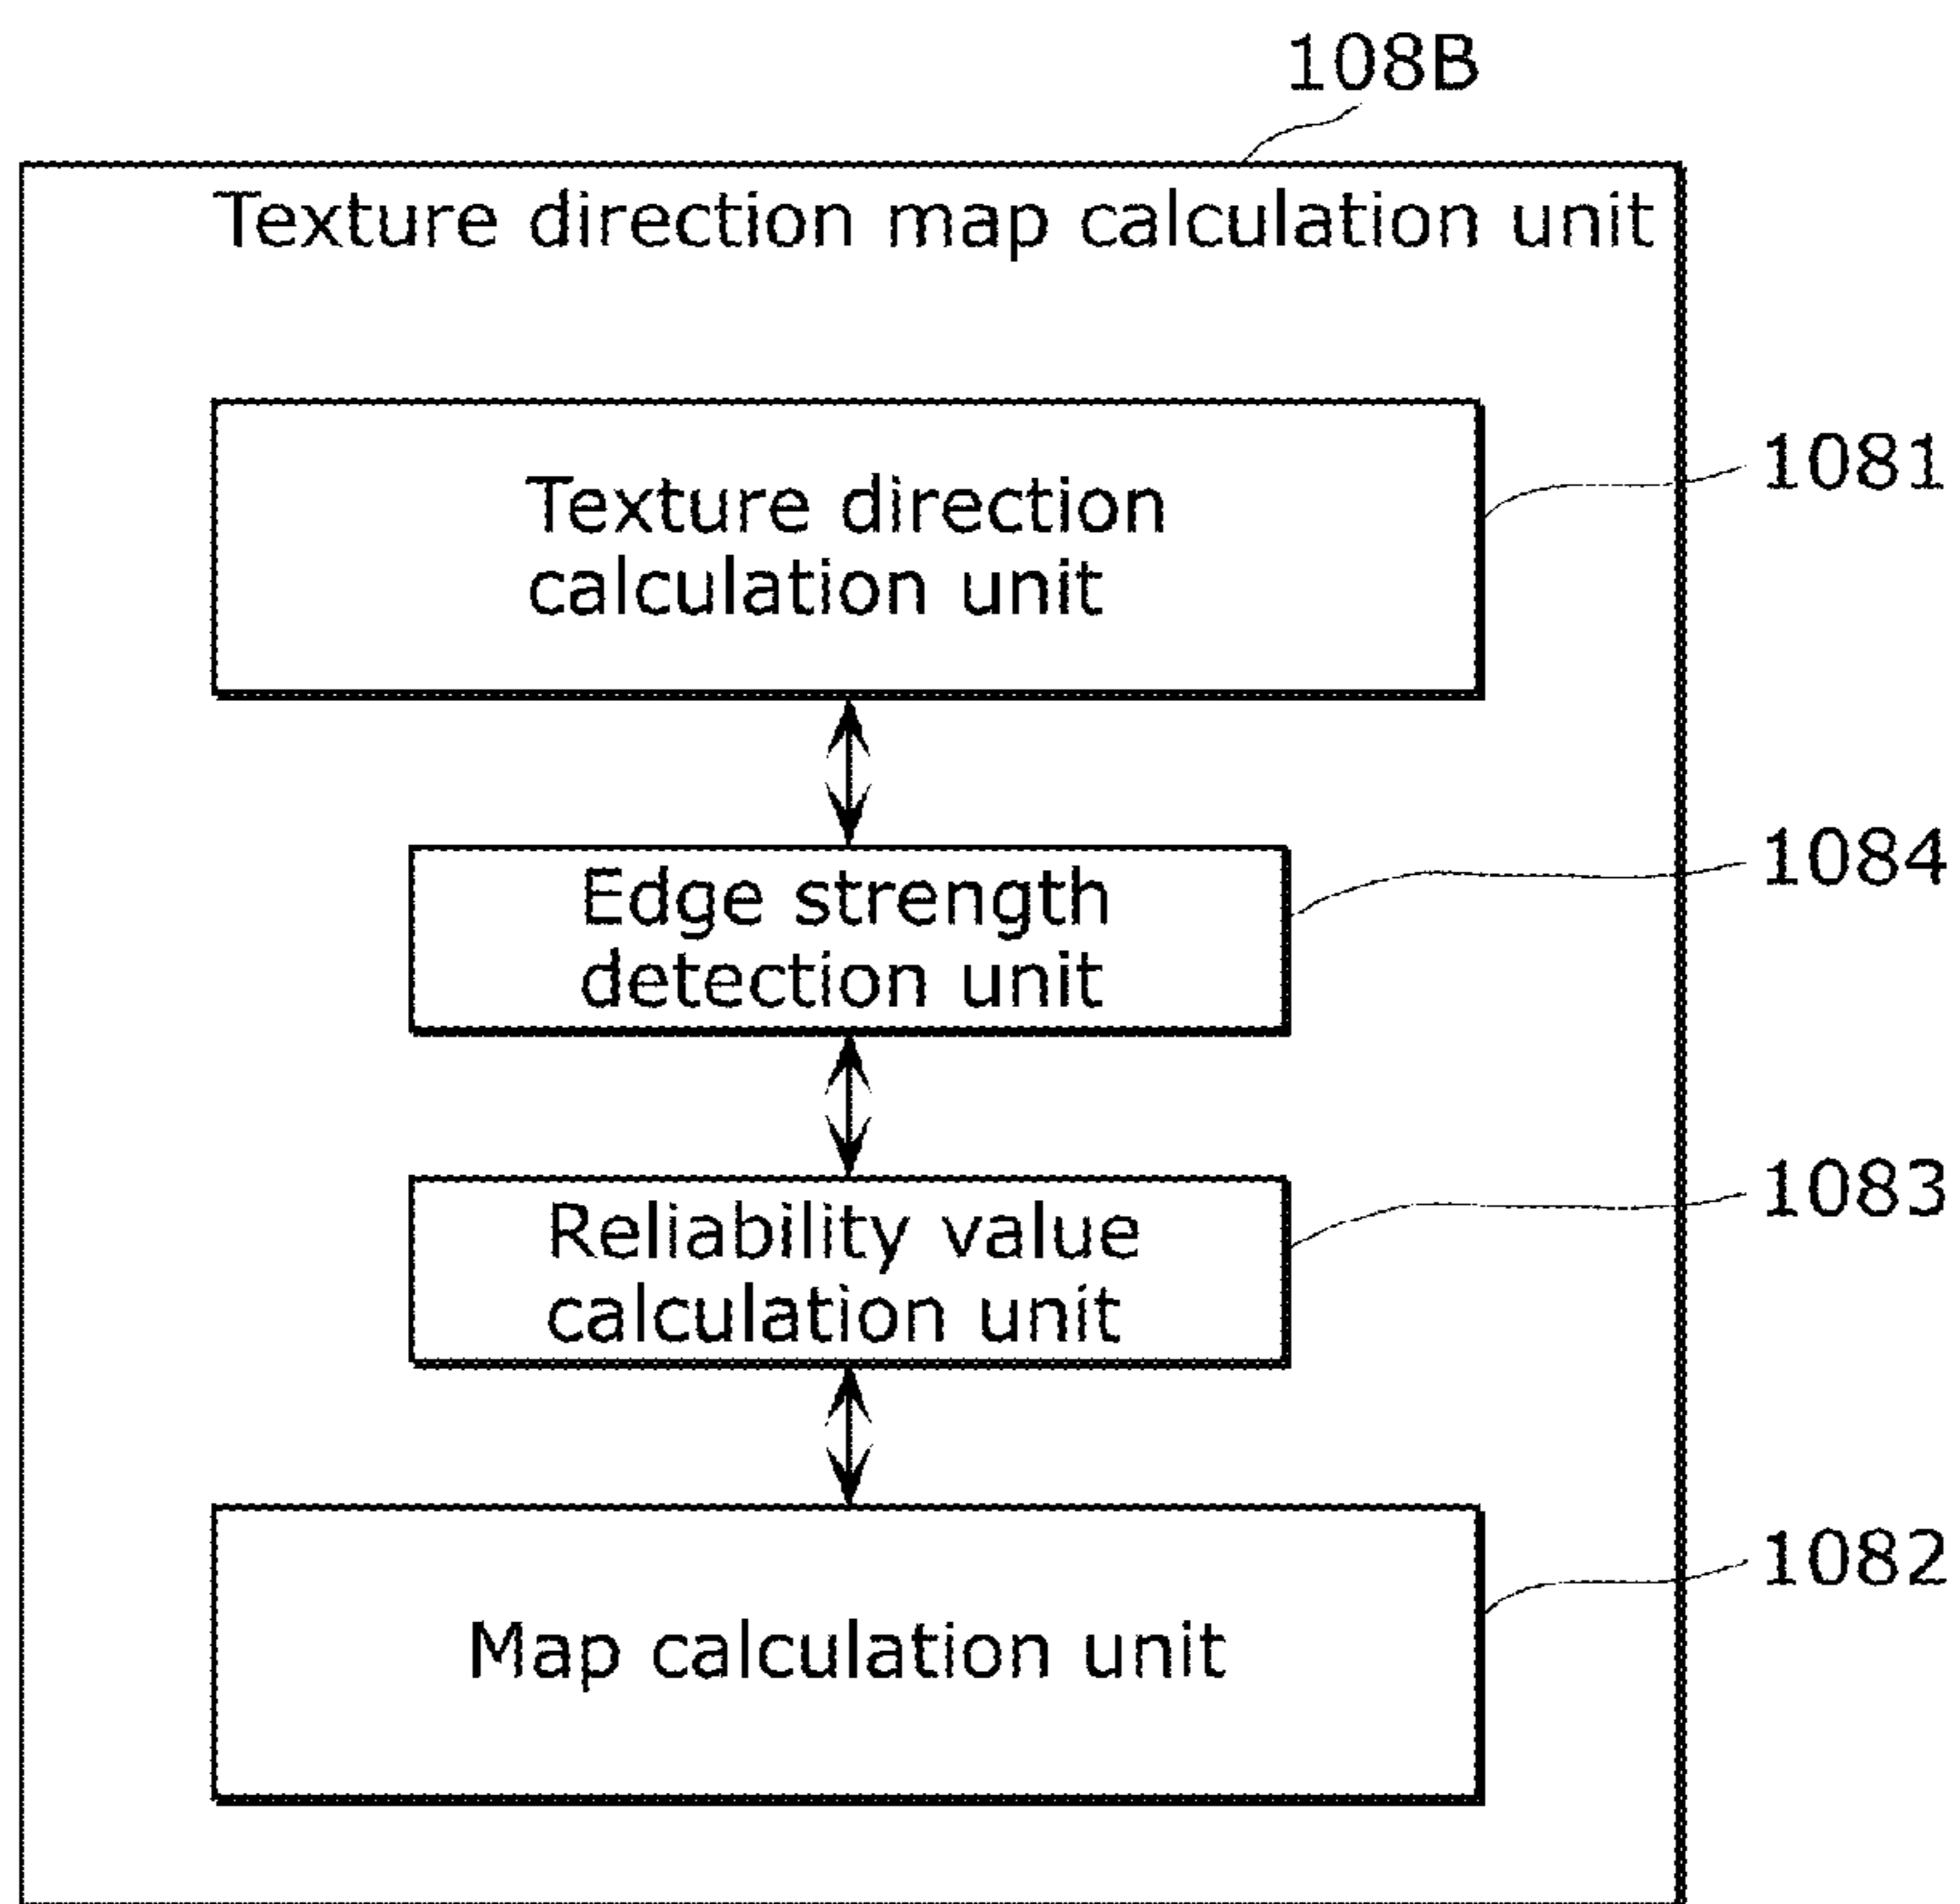 108B
Texture direction map calculation unit
Texture direction
calculation unit
1081
Edge strength
detection unit
1084
Reliability value
calculation unit
1083
Map calculation unit
1082